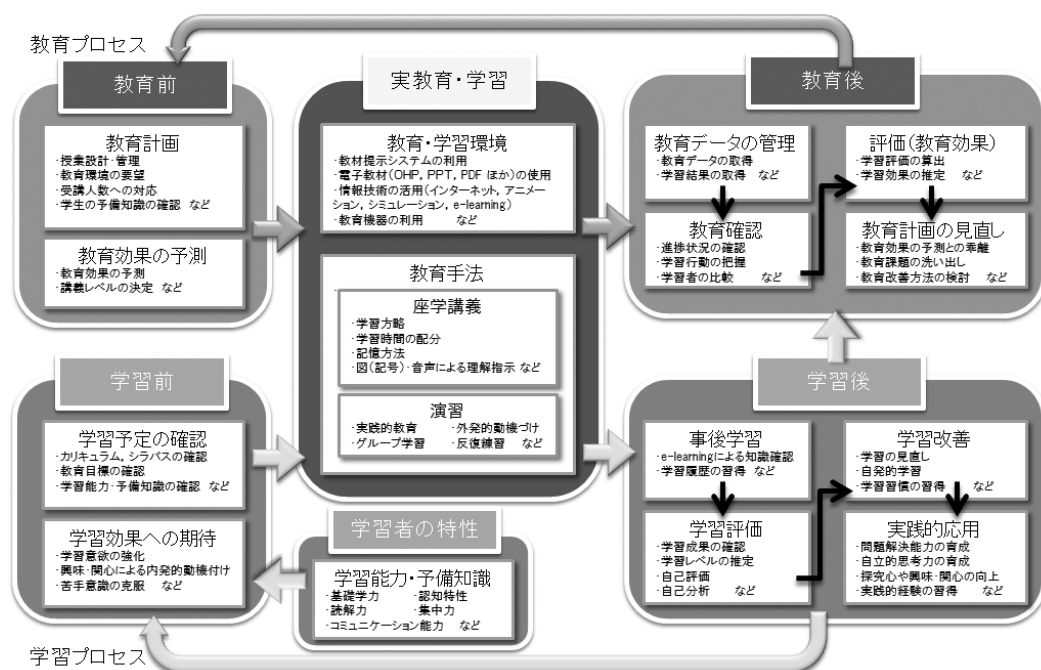 教育プロセス
教育前
教育計画
・授業設計・管理
・教育環境の要望
・受講人数への対応
・学生の予備知識の確認 など
教育効果の予測
・教育効果の予測
・講義レベルの決定 など
実教育・学習
教育・学習環境
・教材提示システムの利用
・電子教材(OHP, PPT, PDF ほか)の使用
・情報技術の活用(インターネット, アニメー
ション, シミュレーション, e-learning)
・教育機器の利用 など
教育手法
座学講義
・学習方略
・学習時間の配分
・記憶方法
・図(記号)・音声による理解指示 など
演習
・実践的教育 ・外発的動機づけ
・グループ学習 ・反復練習 など
教育後
教育データの管理
・教育データの取得
・学習結果の取得 など
教育確認
・進捗状況の確認
・学習行動の把握
・学習者の比較 など
評価(教育効果)
・学習評価の算出
・学習効果の推定 など
教育計画の見直し
・教育効果の予測との乖離
・教育課題の洗い出し
・教育改善方法の検討 など
学習前
学習予定の確認
・カリキュラム, シラバスの確認
・教育目標の確認
・学習能力・予備知識の確認 など
学習効果への期待
・学習意欲の強化
・興味・関心による内発的動機付け
・苦手意識の克服 など
学習者の特性
学習能力・予備知識
・基礎学力 ・認知特性
・読解力 ・集中力
・コミュニケーション能力 など
学習後
事後学習
・e-learningによる知識確認
・学習履歴の習得 など
学習評価
・学習成果の確認
・学習レベルの推定
・自己評価
・自己分析 など
学習改善
・学習の見直し
・自発的学習
・学習習慣の習得 など
実践的応用
・問題解決能力の育成
・自立的思考力の育成
・探究心や興味・関心の向上
・実践的経験の習得 など
学習プロセス